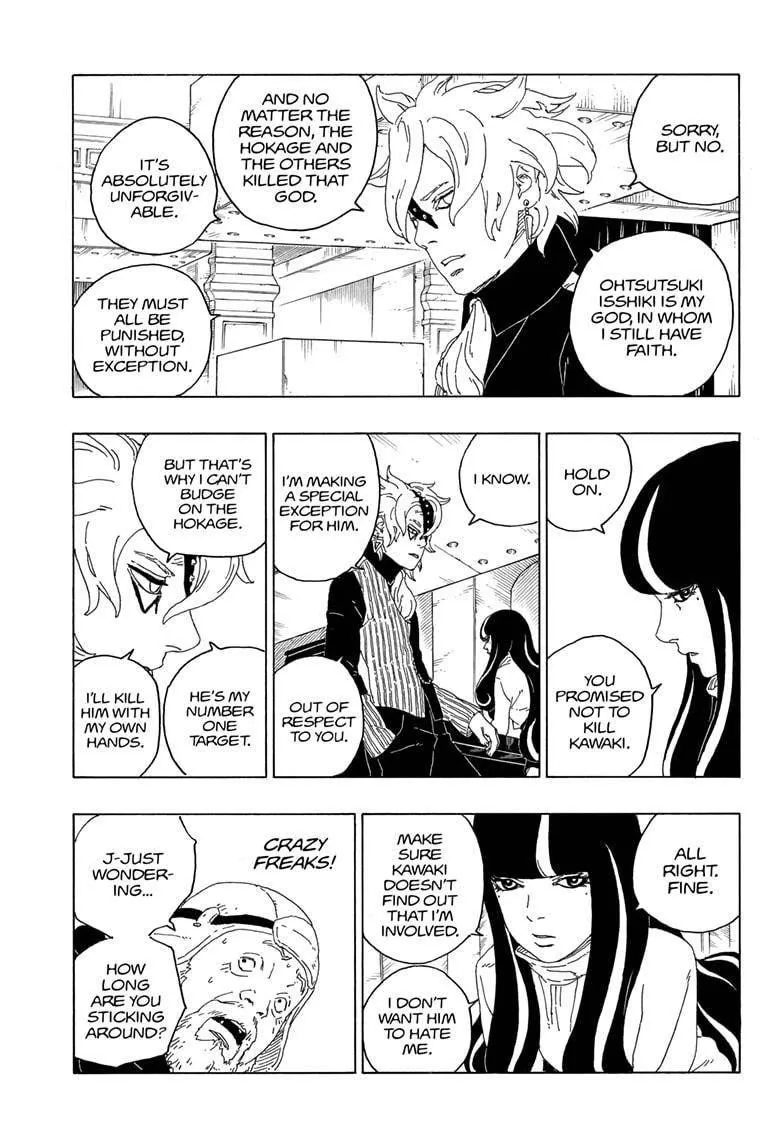 SORRY,
BUT NO.
OHTSUTSUKI
ISSHIKI IS MY
GOD, IN WHOM
I STILL HAVE
FAITH.
AND NO
MATTER THE
REASON, THE
HOKAGE AND
THE OTHERS
KILLED THAT
GOD.
IT'S
ABSOLUTELY
UNFORGIV-
ABLE.
THEY MUST
ALL BE
PUNISHED,
WITHOUT
EXCEPTION.
HOLD
ON.
YOU
PROMISED
NOT TO
KILL
KAWAKI.
I KNOW.
I'M MAKING
A SPECIAL
EXCEPTION
FOR HIM.
OUT OF
RESPECT
TO YOU.
BUT THAT'S
WHY I CAN'T
BUDGE
ON THE
HOKAGE.
HE'S MY
NUMBER
ONE
TARGET.
I'LL KILL
HIM WITH
MY OWN
HANDS.
ALL
RIGHT.
FINE.
MAKE
SURE
KAWAKI
DOESN'T
FIND OUT
THAT I'M
INVOLVED.
I DON'T
WANT HIM
TO HATE
ME.
CRAZY
FREAKS!
J-JUST
WONDER-
ING...
HOW
LONG
ARE YOU
STICKING
AROUND?